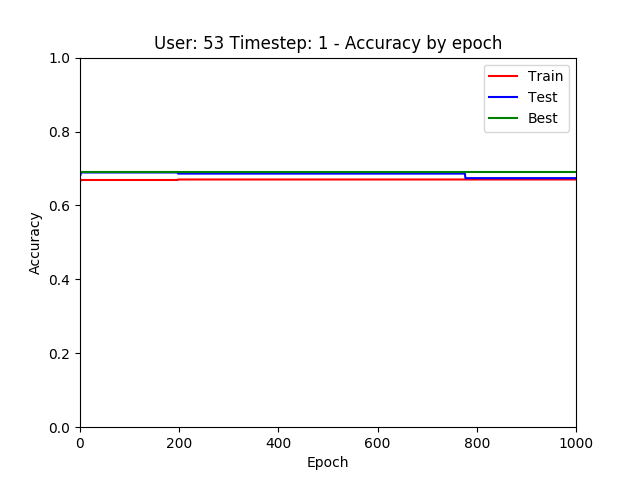 User: 53 Timestep: 1 - Accuracy by epoch
1.0
0.8
0.6
0.4
0.2
0.0
Accuracy
Train
Test
Best
0 200 400 600 800 1000
Epoch